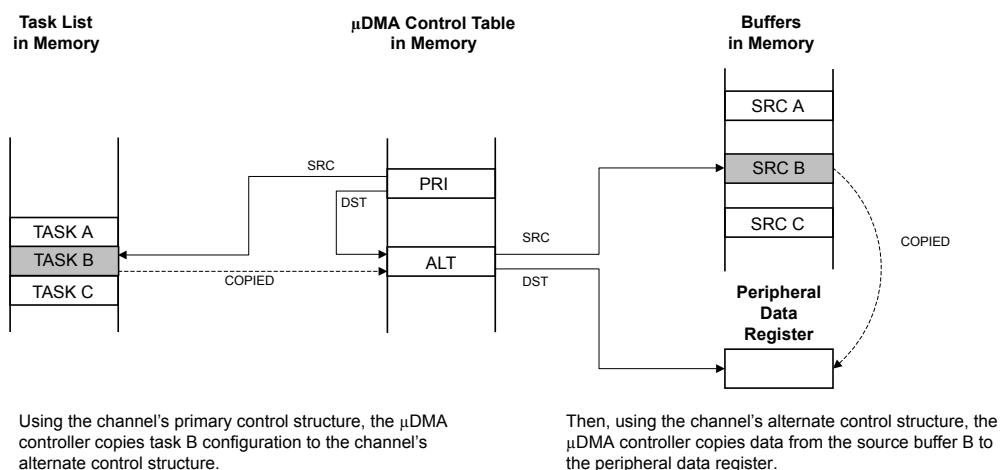 Task List
in Memory
µDMA Control Table
in Memory
Buffers
in Memory
SRC A
SRC
PRI
SRC B
DST
TASK A
SRC C
SRC
COPIED
TASK B
ALT
COPIED
DST
TASK C
Peripheral
Data
Register
Using the channel's primary control structure, the µDMA
controller copies task B configuration to the channel's
alternate control structure.
Then, using the channel's alternate control structure, the
µDMA controller copies data from the source buffer B to
the peripheral data register.